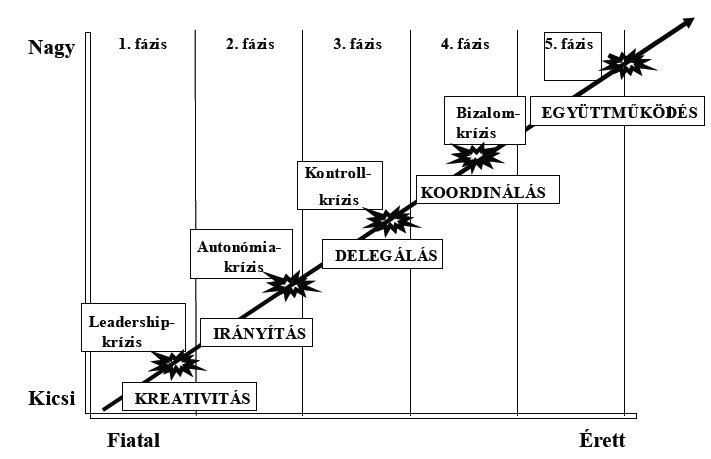 Nagy
1. fázis
2. fázis
3. fázis
4. fázis
5. fázis
Bizalom-
krízis
EGYÜTTMŰKÖDÉS
Kontroll-
krízis
KOORDINÁLÁS
Autonómia-
krízis
DELEGÁLÁS
Leadership-
krízis
IRÁNYÍTÁS
KREATIVITÁS
Kicsi
Fiatal
Érett